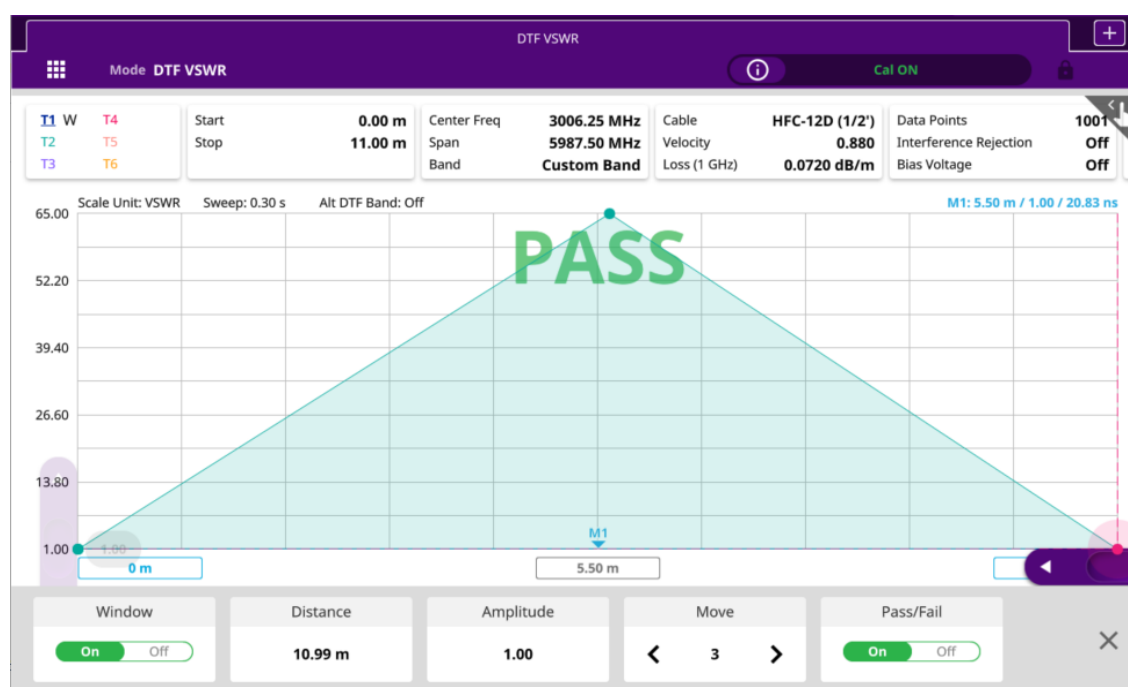 DTF VSWR
+
Mode DTF VSWR
Cal ON
T1 W T4
T2 T5
T3 T6
Start 0.00 m
Stop 11.00 m
Center Freq 3006.25 MHz
Span 5987.50 MHz
Band Custom Band
Cable HFC-12D (1/2')
Velocity 0.880
Loss (1 GHz) 0.0720 dB/m
Data Points 1001
Interference Rejection Off
Bias Voltage Off
Scale Unit: VSWR Sweep: 0.30 s Alt DTF Band: Off
M1: 5.50 m / 1.00 / 20.83 ns
65.00
PASS
52.20
39.40
26.60
13.80
M1
1.00
1.00
0 m
5.50 m
Window Distance Amplitude Move Pass/Fail
On Off 10.99 m 1.00 3 On Off